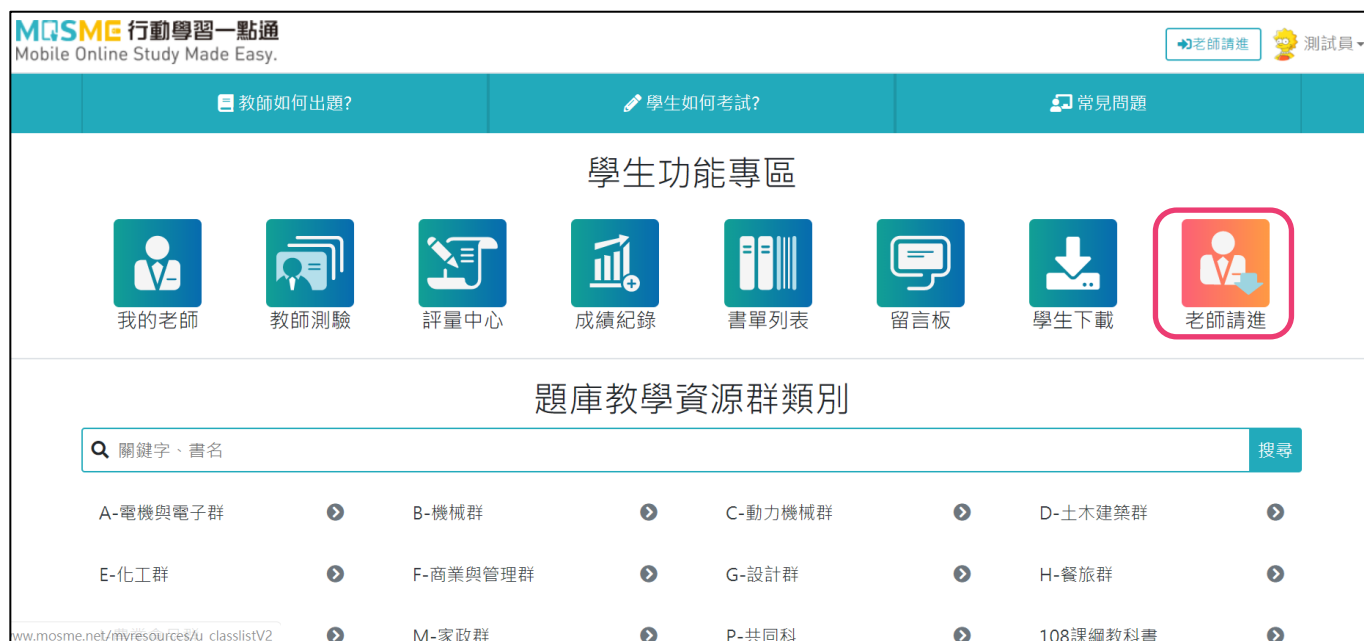 MOSME 行動學習一點通
Mobile Online Study Made Easy.
老師請進 測試員
教師如何出題? 學生如何考試? 常見問題
學生功能專區
我的老師 教師測驗 評量中心 成績紀錄 書單列表 留言板 學生下載 老師請進
題庫教學資源群類別
關鍵字、書名 搜尋
A-電機與電子群 B-機械群 C-動力機械群 D-土木建築群
E-化工群 F-商業與管理群 G-設計群 H-餐旅群
ww.mosme.net/myresources/u_classlistV2 M-家政群 P-共同科 108課綱教科書